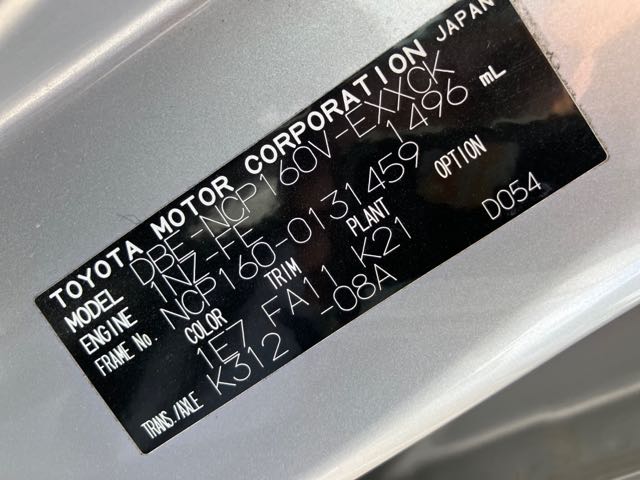 TOYOTA MOTOR CORPORATION JAPAN
MODEL DBE-NCP160V-EXXCK
ENGINE 1NZ-FE 1496 mL
FRAME No. NCP160-0131459
COLOR TRIM PLANT OPTION
1E7 FA11 K21 D054
TRANS./AXLE K312 -08A